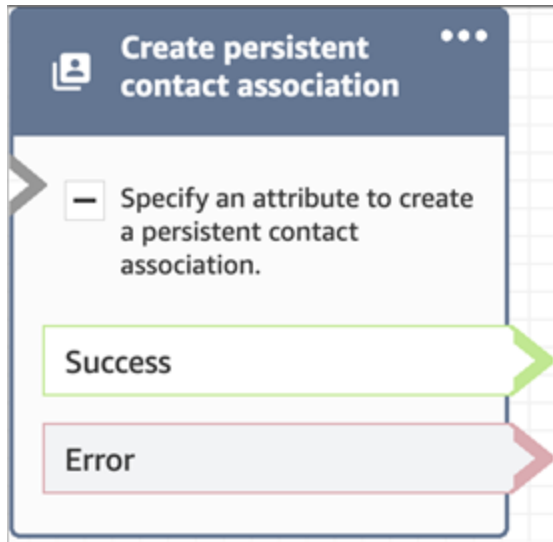 Create persistent
contact association
Specify an attribute to create
a persistent contact
association.
Success
Error